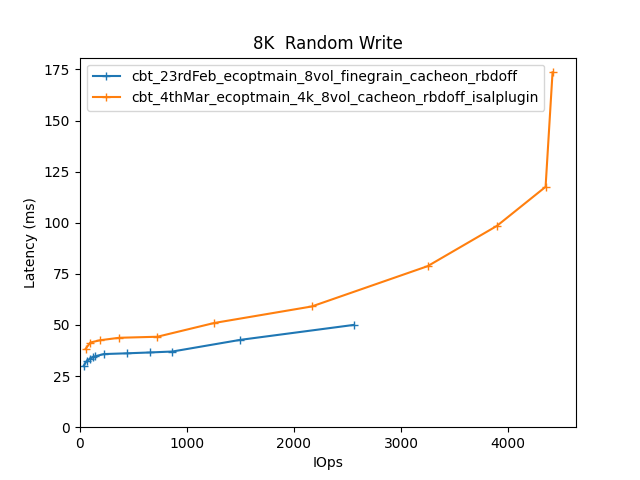 8K  Random Write
cbt_23rdFeb_ecoptmain_8vol_finegrain_cacheon_rbdoff
cbt_4thMar_ecoptmain_4k_8vol_cacheon_rbdoff_isalplugin
Latency (ms)
175
150
125
100
75
50
25
0
0 1000 2000 3000 4000
IOps